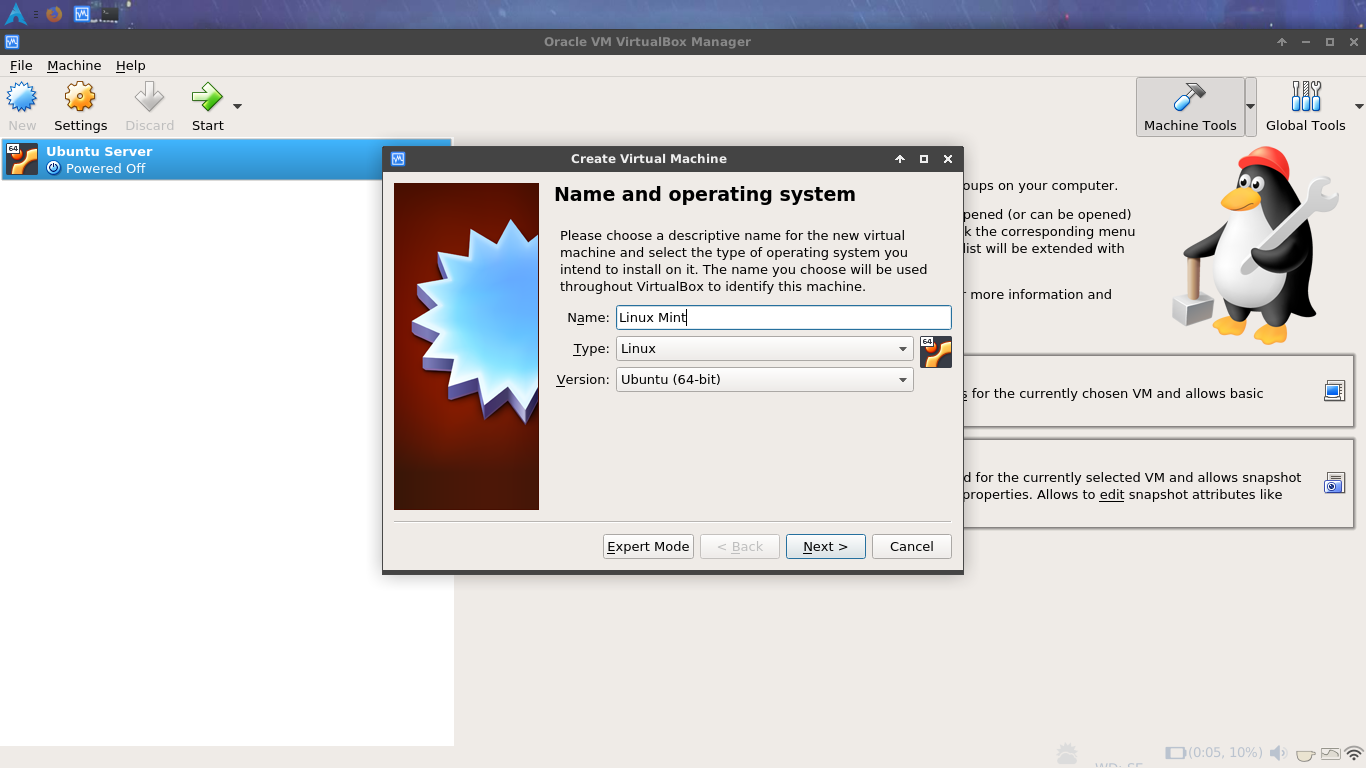 Oracle VM VirtualBox Manager
File Machine Help
New Settings Discard Start
Machine Tools Global Tools
64
Ubuntu Server
Powered Off
Create Virtual Machine
Name and operating system
Please choose a descriptive name for the new virtual
machine and select the type of operating system you
intend to install on it. The name you choose will be used
throughout VirtualBox to identify this machine.
Name: Linux Mint
Type: Linux
64
Version: Ubuntu (64-bit)
Expert Mode < Back Next > Cancel
oups on your computer.
pened (or can be opened)
k the corresponding menu
list will be extended with
r more information and
s for the currently chosen VM and allows basic
d for the currently selected VM and allows snapshot
properties. Allows to edit snapshot attributes like
(0:05, 10%)